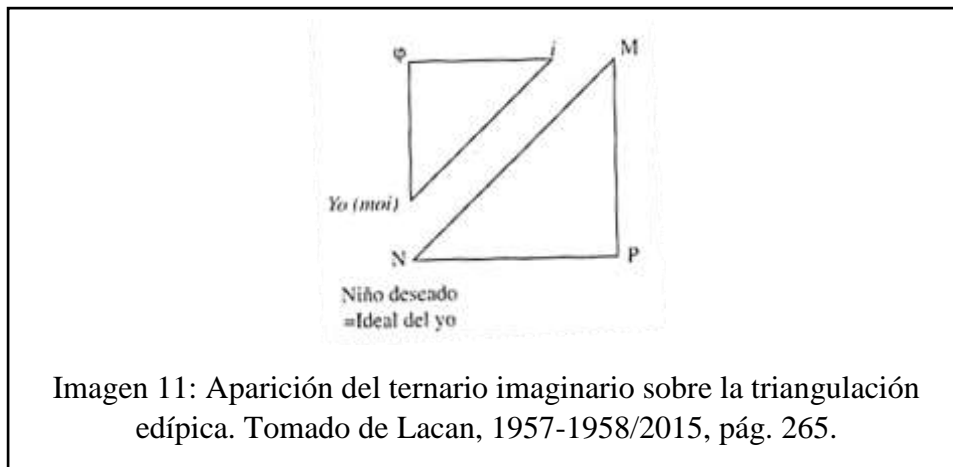 φ i M
Yo (moi)
N P
Niño deseado
=Ideal del yo
Imagen 11: Aparición del ternario imaginario sobre la triangulación
edípica. Tomado de Lacan, 1957-1958/2015, pág. 265.